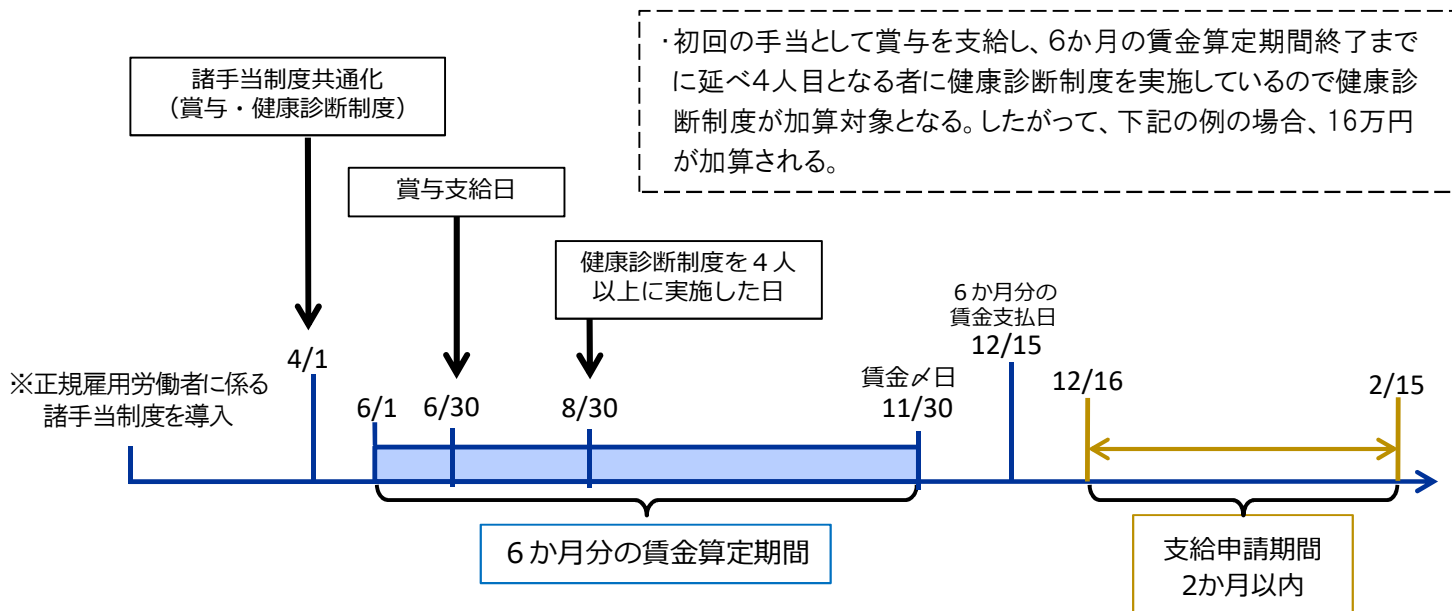 ・初回の手当として賞与を支給し、6か月の賃金算定期間終了まで
に延べ4人目となる者に健康診断制度を実施しているので健康診
断制度が加算対象となる。したがって、下記の例の場合、16万円
が加算される。
諸手当制度共通化
（賞与・健康診断制度）
賞与支給日
健康診断制度を４人
以上に実施した日
６か月分の
賃金支払日
12/15
※正規雇用労働者に係る
諸手当制度を導入
4/1
6/1
6/30
8/30
賃金〆日
11/30
12/16
2/15
６か月分の賃金算定期間
支給申請期間
2か月以内